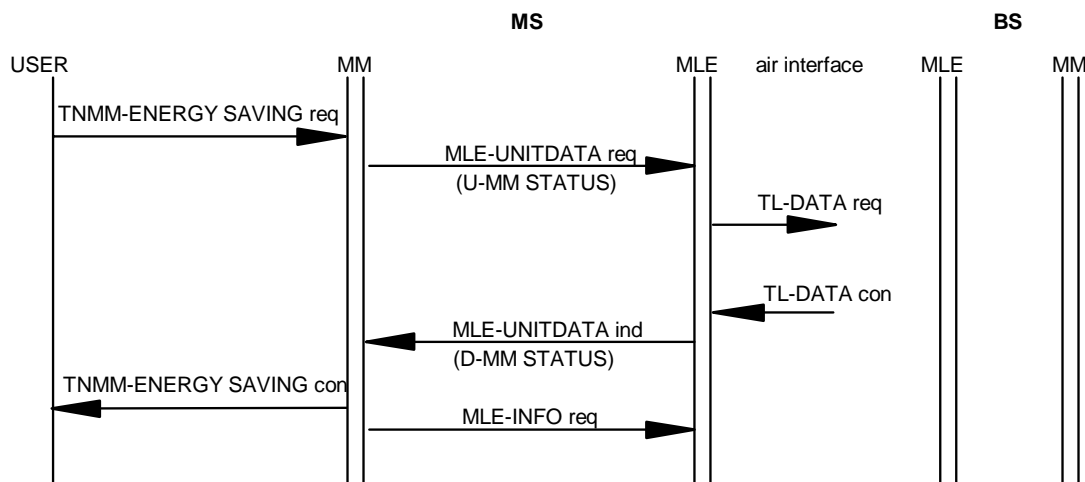 MS BS
USER MM MLE air interface MLE MM
TNMM-ENERGY SAVING req
MLE-UNITDATA req
(U-MM STATUS)
TL-DATA req
TL-DATA con
MLE-UNITDATA ind
(D-MM STATUS)
TNMM-ENERGY SAVING con
MLE-INFO req